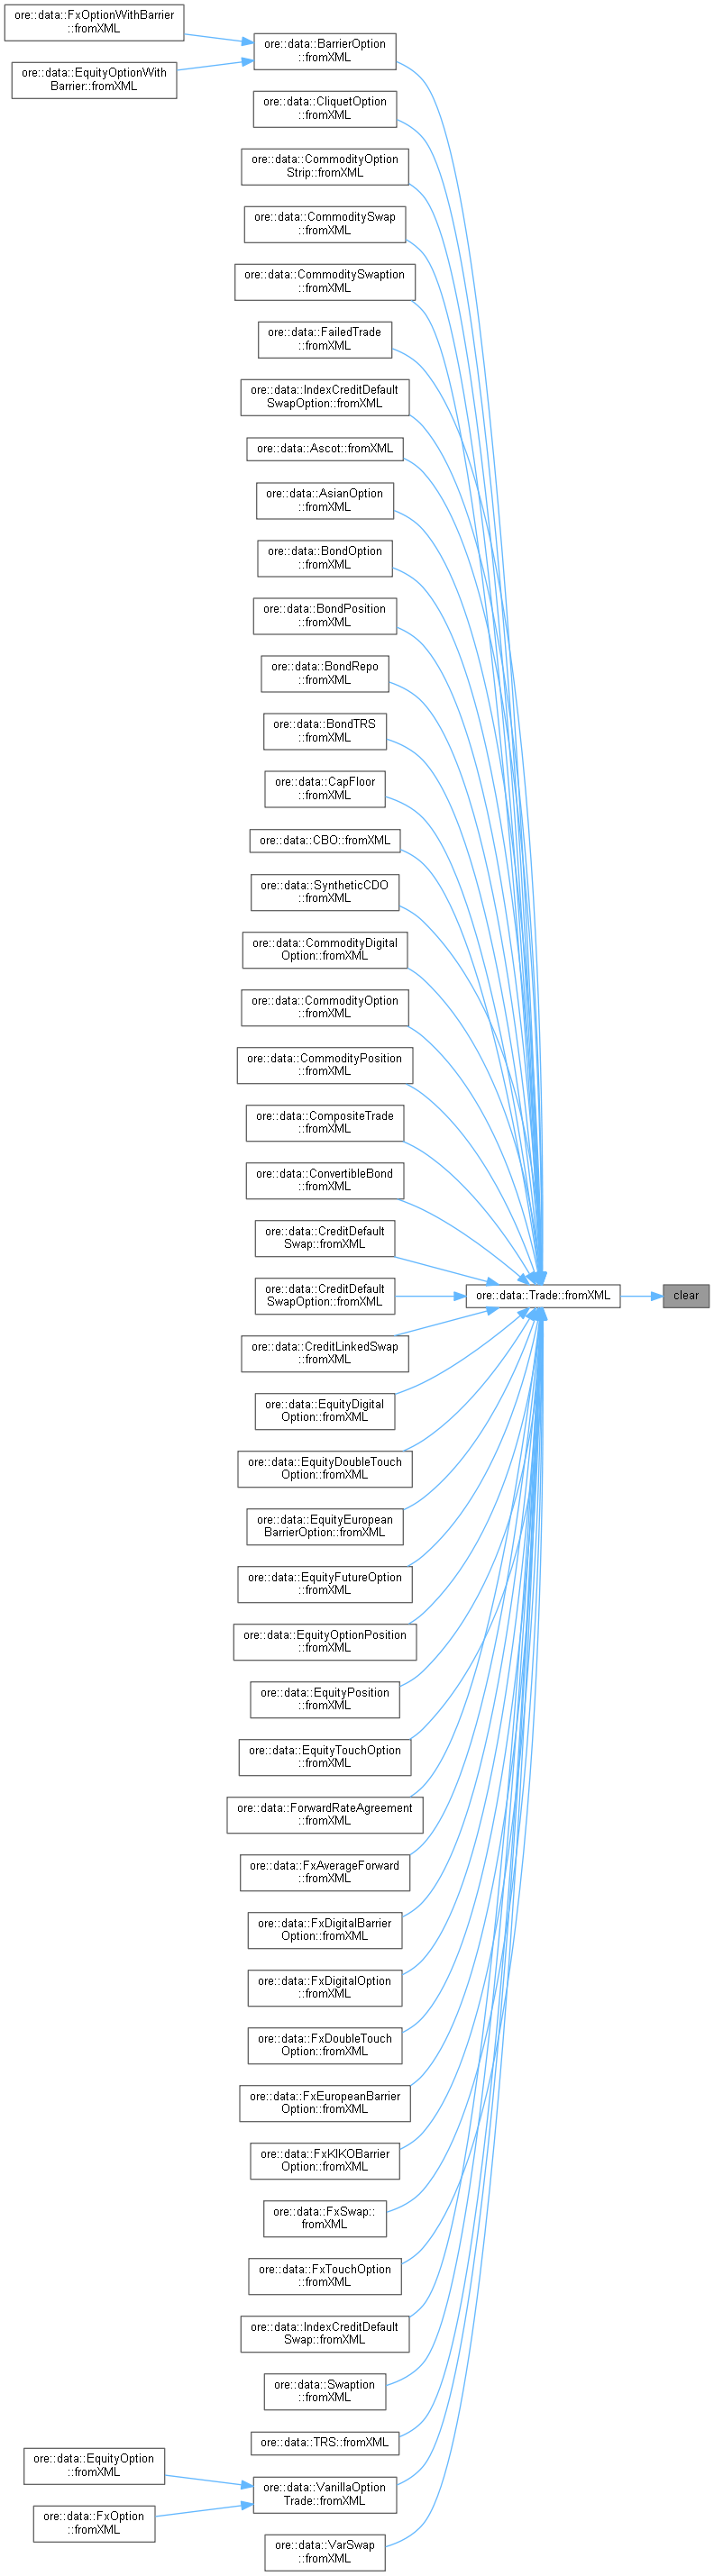 ore::data::FxOptionWithBarrier
::fromXML
ore::data::EquityOptionWith
Barrier::fromXML
ore::data::BarrierOption
::fromXML
ore::data::CliquetOption
::fromXML
ore::data::CommodityOption
Strip::fromXML
ore::data::CommoditySwap
::fromXML
ore::data::CommoditySwaption
::fromXML
ore::data::FailedTrade
::fromXML
ore::data::IndexCreditDefault
SwapOption::fromXML
ore::data::Ascot::fromXML
ore::data::AsianOption
::fromXML
ore::data::BondOption
::fromXML
ore::data::BondPosition
::fromXML
ore::data::BondRepo
::fromXML
ore::data::BondTRS
::fromXML
ore::data::CapFloor
::fromXML
ore::data::CBO::fromXML
ore::data::SyntheticCDO
::fromXML
ore::data::CommodityDigital
Option::fromXML
ore::data::CommodityOption
::fromXML
ore::data::CommodityPosition
::fromXML
ore::data::CompositeTrade
::fromXML
ore::data::ConvertibleBond
::fromXML
ore::data::CreditDefault
Swap::fromXML
ore::data::CreditDefault
SwapOption::fromXML
ore::data::Trade::fromXML
clear
ore::data::CreditLinkedSwap
::fromXML
ore::data::EquityDigital
Option::fromXML
ore::data::EquityDoubleTouch
Option::fromXML
ore::data::EquityEuropean
BarrierOption::fromXML
ore::data::EquityFutureOption
::fromXML
ore::data::EquityOptionPosition
::fromXML
ore::data::EquityPosition
::fromXML
ore::data::EquityTouchOption
::fromXML
ore::data::ForwardRateAgreement
::fromXML
ore::data::FxAverageForward
::fromXML
ore::data::FxDigitalBarrier
Option::fromXML
ore::data::FxDigitalOption
::fromXML
ore::data::FxDoubleTouch
Option::fromXML
ore::data::FxEuropeanBarrier
Option::fromXML
ore::data::FxKIKOBarrier
Option::fromXML
ore::data::FxSwap::
fromXML
ore::data::FxTouchOption
::fromXML
ore::data::IndexCreditDefault
Swap::fromXML
ore::data::Swaption
::fromXML
ore::data::TRS::fromXML
ore::data::EquityOption
::fromXML
ore::data::VanillaOption
Trade::fromXML
ore::data::FxOption
::fromXML
ore::data::VarSwap
::fromXML